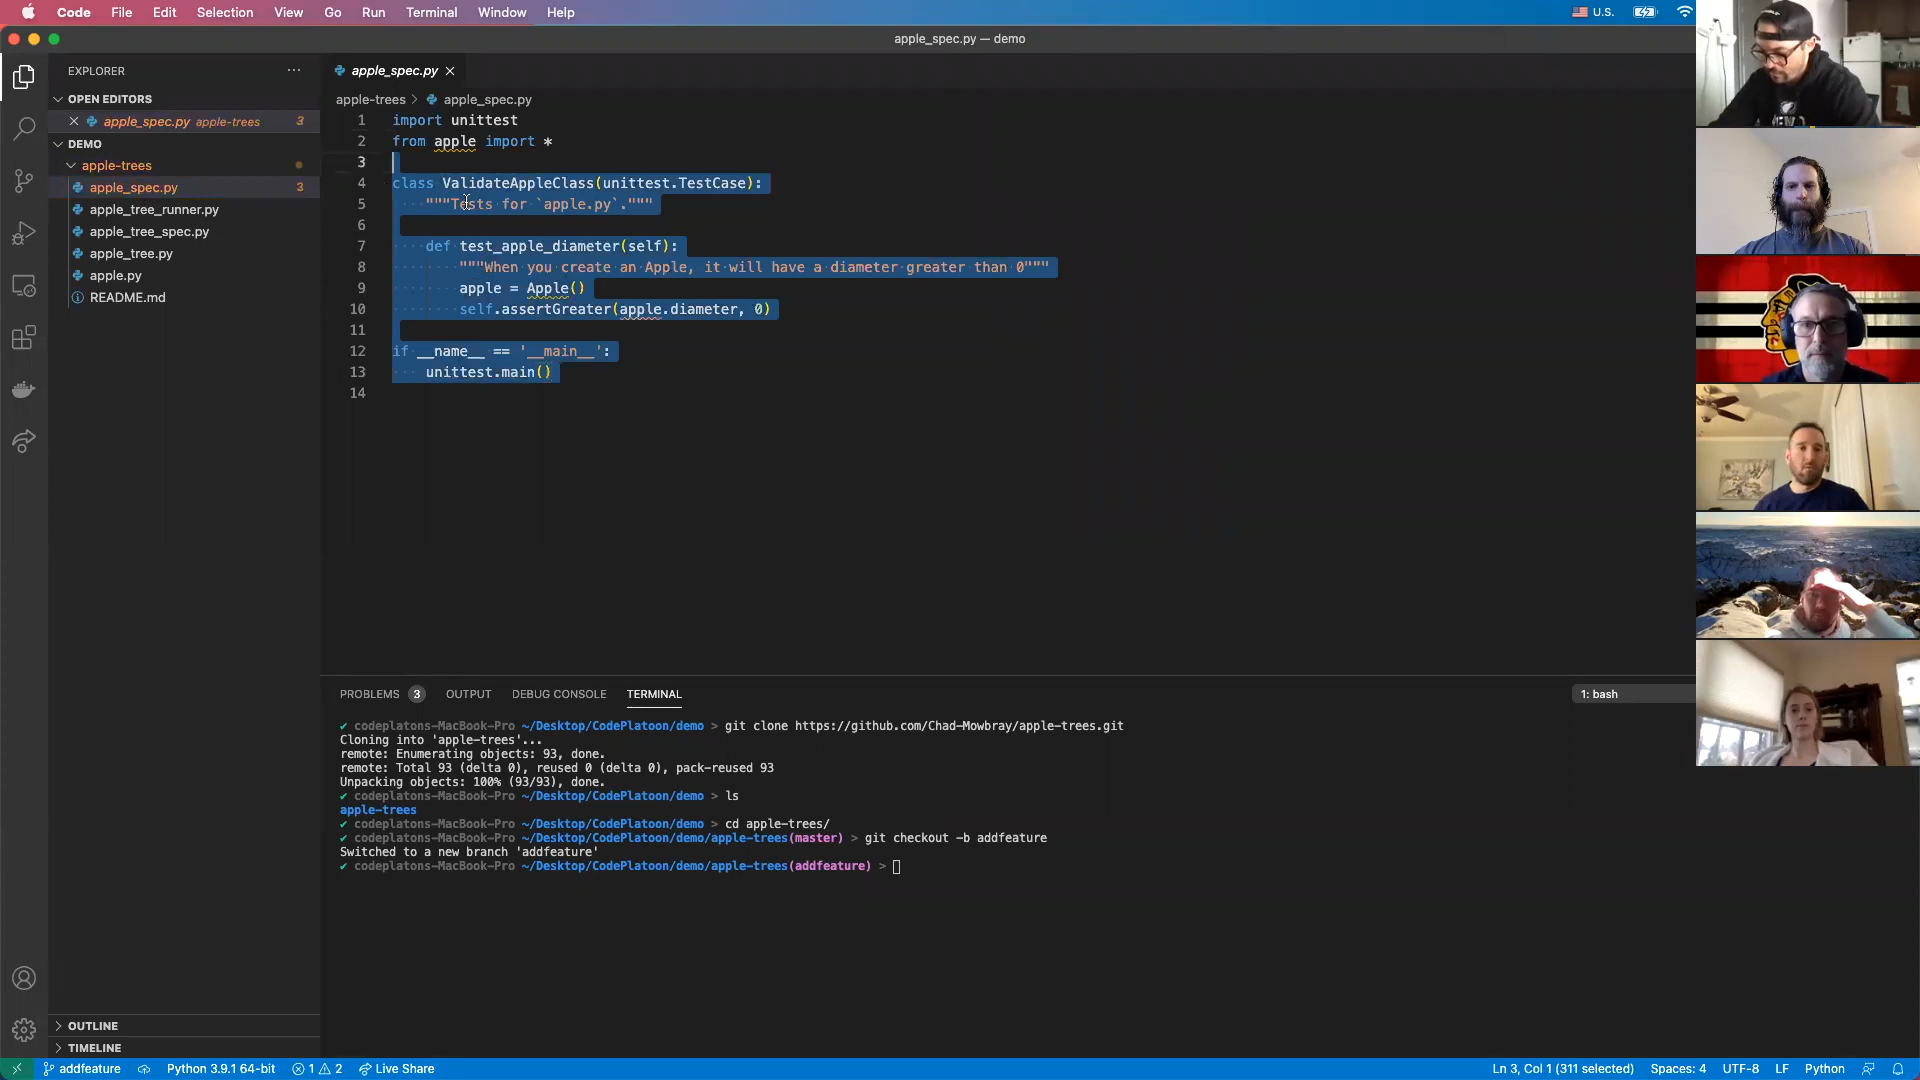 Code File Edit Selection View Go Run Terminal Window Help U.S.
apple_spec.py — demo
EXPLORER
OPEN EDITORS
apple_spec.py apple-trees 3
DEMO
apple-trees
apple_spec.py 3
apple_tree_runner.py
apple_tree_spec.py
apple_tree.py
apple.py
README.md
OUTLINE
TIMELINE
apple_spec.py
apple-trees > apple_spec.py
1 import unittest
2 from apple import *
3
4 class ValidateAppleClass(unittest.TestCase):
5 """Tests for `apple.py`."""
6
7 def test_apple_diameter(self):
8 """When you create an Apple, it will have a diameter greater than 0"""
9 apple = Apple()
10 self.assertGreater(apple.diameter, 0)
11
12 if __name__ == '__main__':
13 unittest.main()
14
PROBLEMS 3 OUTPUT DEBUG CONSOLE TERMINAL 1: bash
✔ codeplatons-MacBook-Pro ~/Desktop/CodePlatoon/demo > git clone https://github.com/Chad-Mowbray/apple-trees.git
Cloning into 'apple-trees'...
remote: Enumerating objects: 93, done.
remote: Total 93 (delta 0), reused 0 (delta 0), pack-reused 93
Unpacking objects: 100% (93/93), done.
✔ codeplatons-MacBook-Pro ~/Desktop/CodePlatoon/demo > ls
apple-trees
✔ codeplatons-MacBook-Pro ~/Desktop/CodePlatoon/demo > cd apple-trees/
✔ codeplatons-MacBook-Pro ~/Desktop/CodePlatoon/demo/apple-trees(master) > git checkout -b addfeature
Switched to a new branch 'addfeature'
✔ codeplatons-MacBook-Pro ~/Desktop/CodePlatoon/demo/apple-trees(addfeature) >
addfeature Python 3.9.1 64-bit 1 2 Live Share Ln 3, Col 1 (311 selected) Spaces: 4 UTF-8 LF Python